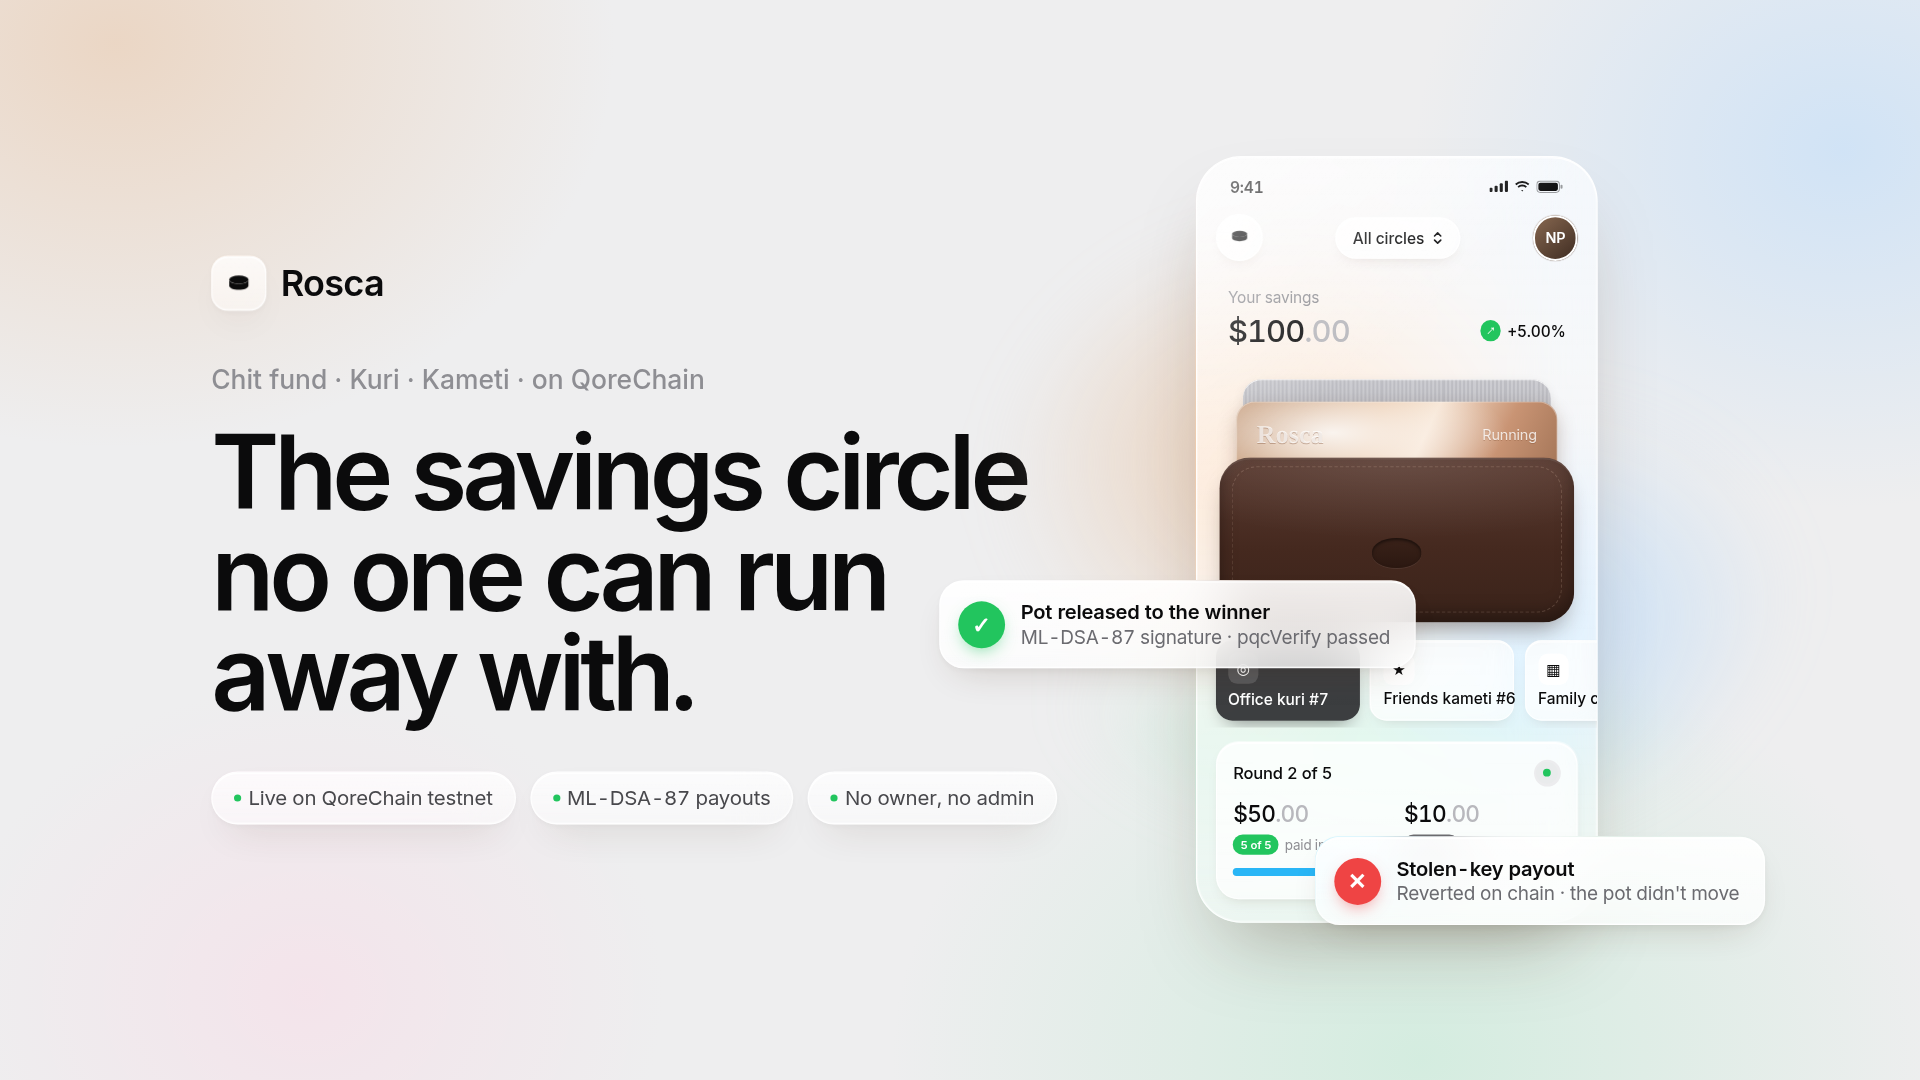 Rosca
Chit fund · Kuri · Kameti · on QoreChain
The savings circle
no one can run
away with.
Live on QoreChain testnet
ML-DSA-87 payouts
No owner, no admin
9:41
All circles
NP
Your savings
$100.00
+5.00%
Rosca
Running
Pot released to the winner
ML-DSA-87 signature · pqcVerify passed
Office kuri #7
Friends kameti #6
Family
Round 2 of 5
$50.00
$10.00
5 of 5 paid
Stolen-key payout
Reverted on chain · the pot didn't move